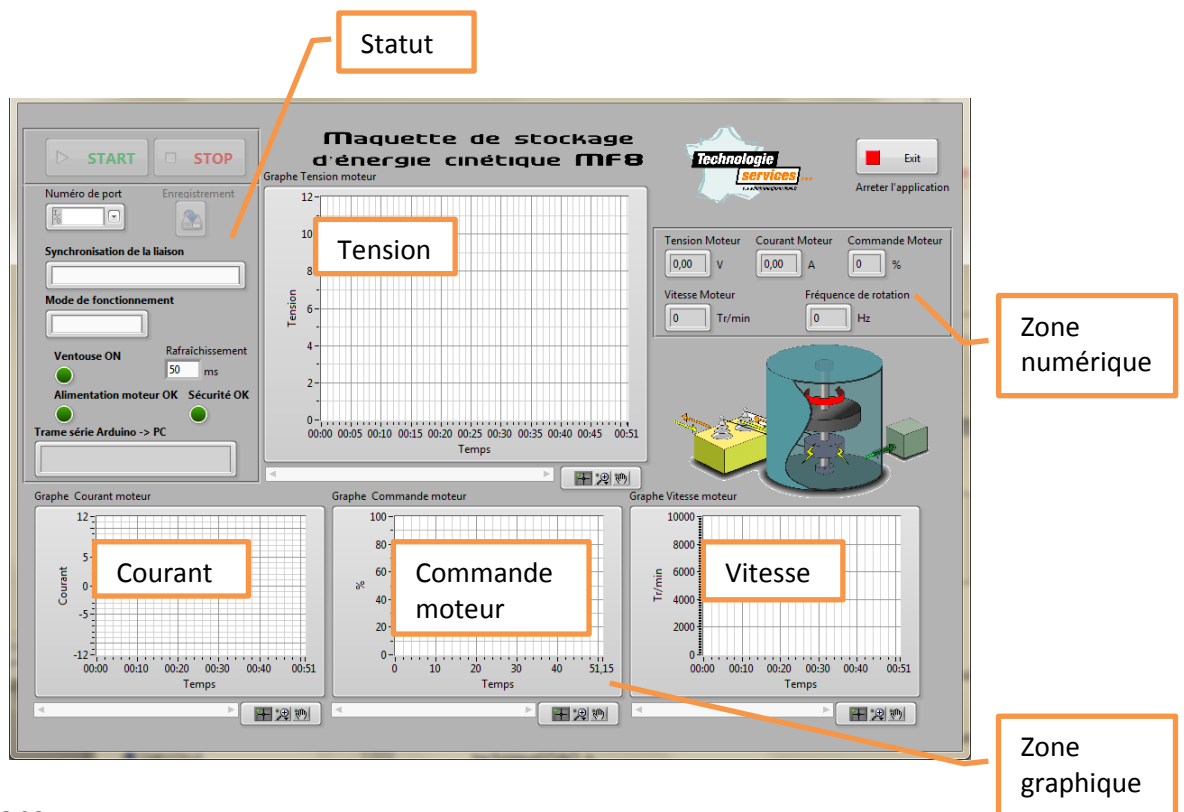 Statut
START
STOP
Maquette de stockage
d'énergie cinétique MF8
Technologie
services...
Exit
Arreter l'application
Numéro de port
Enregistrement
Synchronisation de la liaison
Mode de fonctionnement
Ventouse ON
Rafraîchissement
50 ms
Alimentation moteur OK
Sécurité OK
Trame série Arduino -> PC
Graphe Tension moteur
Tension
12
10
8
6
4
2
0
Tension
00:00 00:05 00:10 00:15 00:20 00:25 00:30 00:35 00:40 00:45 00:51
Temps
Tension Moteur
Courant Moteur
Commande Moteur
0,00 V
0,00 A
0 %
Vitesse Moteur
Fréquence de rotation
0 Tr/min
0 Hz
Zone
numérique
Graphe Courant moteur
Courant
12
5
0
-5
-12
Courant
00:00 00:10 00:20 00:30 00:40 00:51
Temps
Graphe Commande moteur
Commande
moteur
100
80
60
40
20
0
%
0 10 20 30 40 51,15
Temps
Graphe Vitesse moteur
Vitesse
10000
8000
6000
4000
2000
0
Tr/min
00:00 00:10 00:20 00:30 00:40 00:51
Temps
Zone
graphique